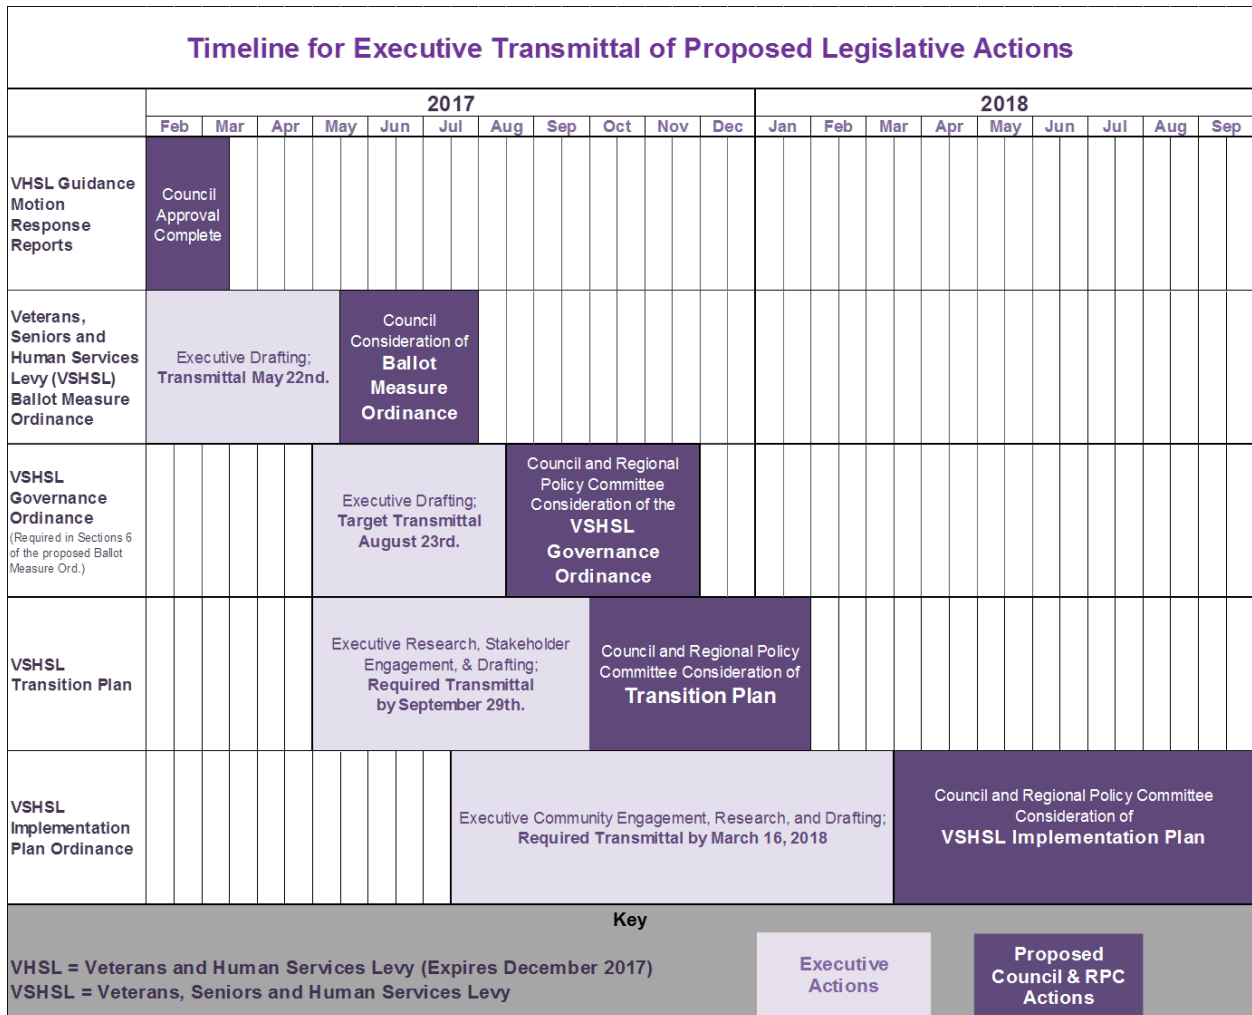 Timeline for Executive Transmittal of Proposed Legislative Actions
2017 2018
Feb Mar Apr May Jun Jul Aug Sep Oct Nov Dec Jan Feb Mar Apr May Jun Jul Aug Sep
VHSL Guidance
Motion
Response
Reports
Council
Approval
Complete
Veterans,
Seniors and
Human Services
Levy (VSHSL)
Ballot Measure
Ordinance
Executive Drafting;
Transmittal May 22nd.
Council
Consideration of
Ballot
Measure
Ordinance
VSHSL
Governance
Ordinance
(Required in Sections 6
of the proposed Ballot
Measure Ord.)
Executive Drafting;
Target Transmittal
August 23rd.
Council and Regional
Policy Committee
Consideration of the
VSHSL
Governance
Ordinance
VSHSL
Transition Plan
Executive Research, Stakeholder
Engagement, & Drafting;
Required Transmittal
by September 29th.
Council and Regional Policy
Committee Consideration of
Transition Plan
VSHSL
Implementation
Plan Ordinance
Executive Community Engagement, Research, and Drafting;
Required Transmittal by March 16, 2018
Council and Regional Policy Committee
Consideration of
VSHSL Implementation Plan
Key
VHSL = Veterans and Human Services Levy (Expires December 2017)
VSHSL = Veterans, Seniors and Human Services Levy
Executive
Actions
Proposed
Council & RPC
Actions